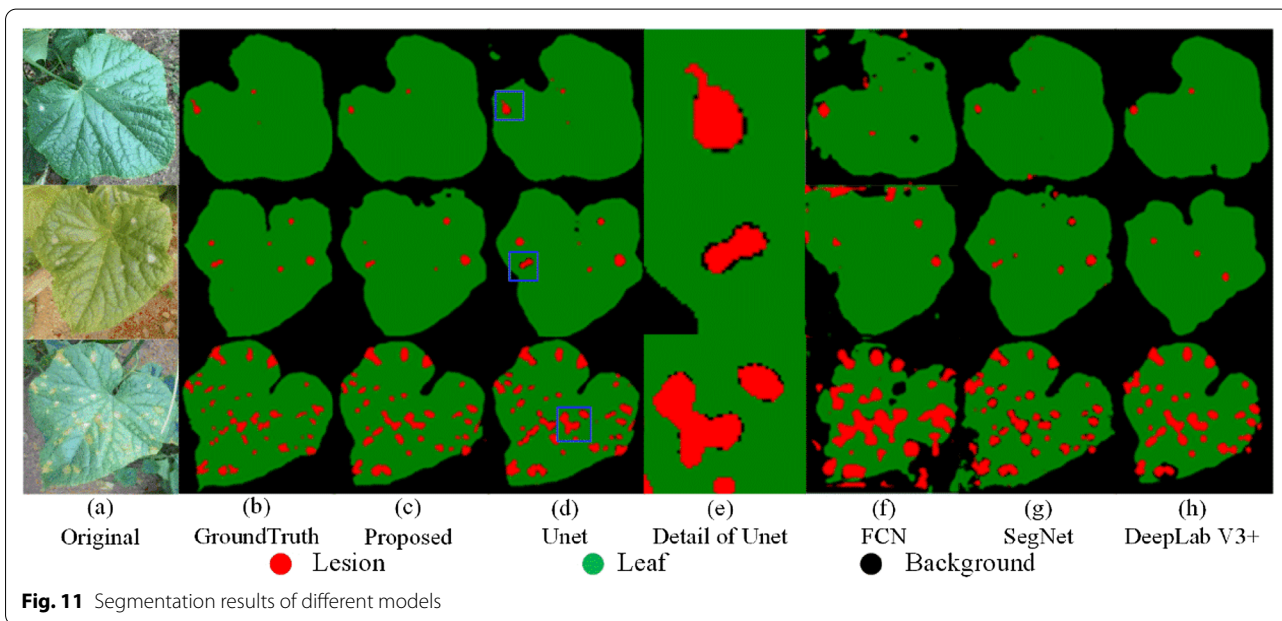 (a) (b) (c) (d) (e) (f) (g) (h)
Original GroundTruth Proposed Unet Detail of Unet FCN SegNet DeepLab V3+
Lesion Leaf Background
Fig. 11 Segmentation results of different models